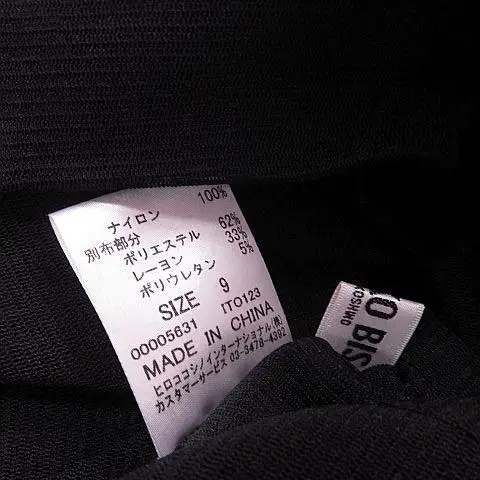 ナイロン 100%
別布部分
ポリエステル 62%
レーヨン 33%
ポリウレタン 5%
SIZE 9
00005631 ITO123
MADE IN CHINA
ヒロココシノインターナショナル(株)
カスタマーサービス 03-3478-4392
KO BIS
KOSHINO